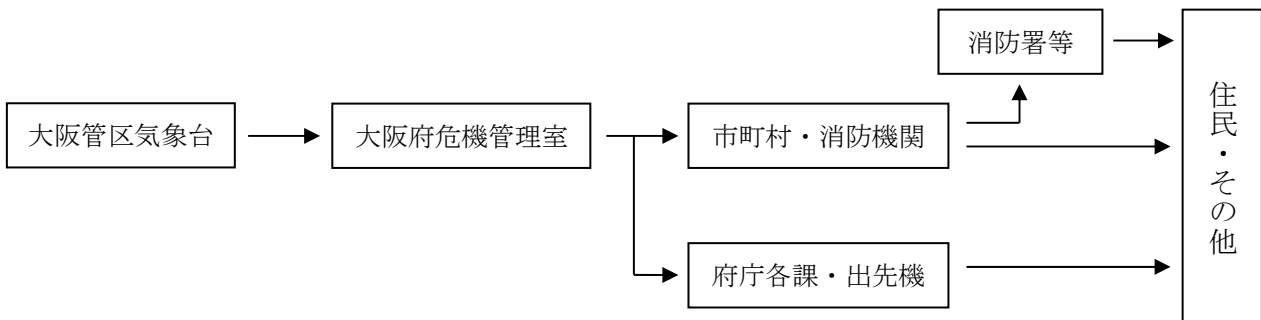 消防署等
大阪管区気象台
大阪府危機管理室
市町村・消防機関
府庁各課・出先機
住民・その他